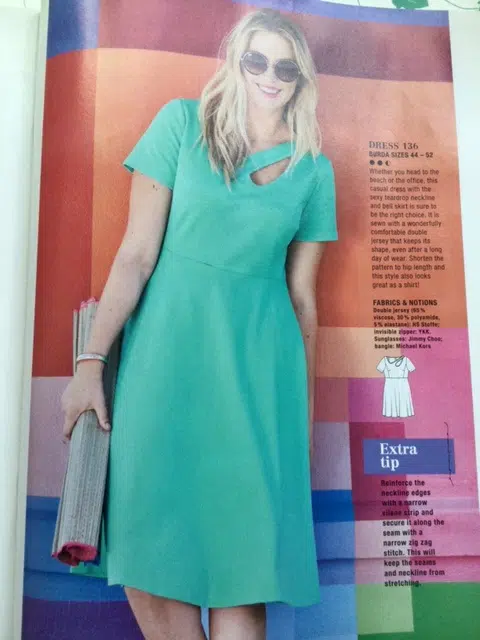 DRESS 136
BURDA SIZES 44 – 52
Whether you head to the
beach or the office, this
casual dress with the
sexy teardrop neckline
and bell skirt is sure to
be the right choice. It is
sewn with a wonderfully
comfortable double
jersey that keeps its
shape, even after a long
day of wear. Shorten the
pattern to hip length and
this style also looks
great as a shirt!
FABRICS & NOTIONS
Double jersey (65 %
viscose, 30 % polyamide,
5 % elastane): HS Stoffe;
invisible zipper: YKK.
Sunglasses: Jimmy Choo;
bangle: Michael Kors
Extra
tip
Reinforce the
neckline edges
with a narrow
strip and
secure it along the
seam with a
narrow zig zag
stitch. This will
keep the seams
and neckline from
stretching.